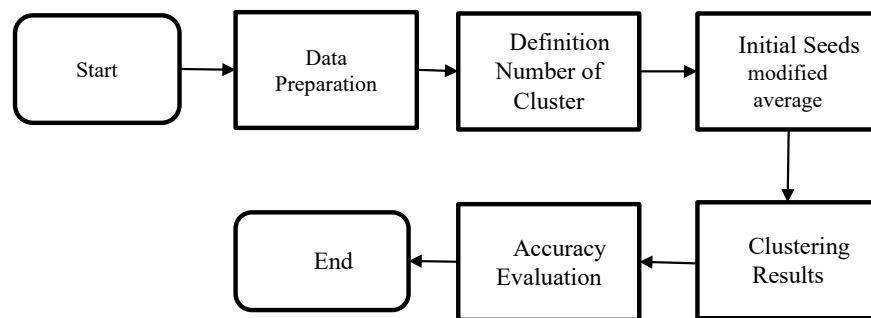 Start
Data
Preparation
Definition
Number of
Cluster
Initial Seeds
modified
average
Clustering
Results
Accuracy
Evaluation
End